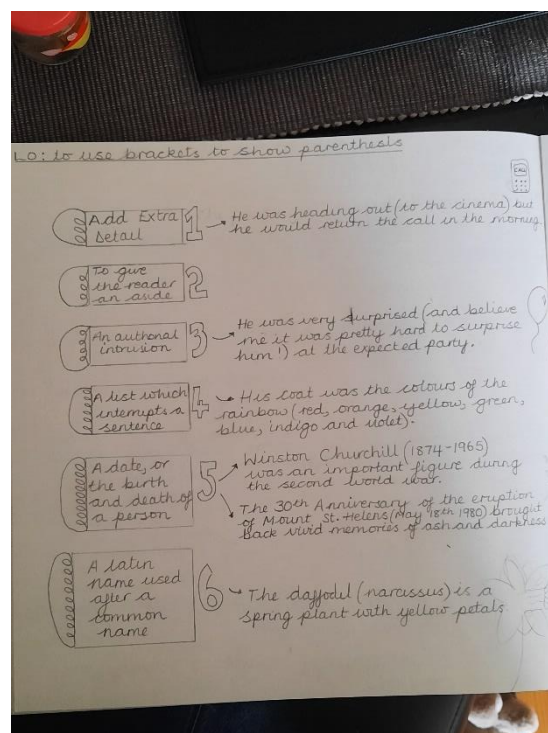 LO: to use brackets to show parenthesis
Add Extra
Detail
1
He was heading out (to the cinema) but
he would return the call in the morning.
To give
the reader
an aside
2
An authorial
intrusion
3
He was very surprised (and believe
me it was pretty hard to surprise
him!) at the expected party.
A list which
interrupts a
sentence
4
His coat was the colours of the
rainbow (red, orange, yellow, green,
blue, indigo and violet).
A date, or
the birth
and death of
a person
5
Winston Churchill (1874-1965)
was an important figure during
the second world war.
The 30th Anniversary of the eruption
of Mount St. Helens (May 18th 1980) brought
back vivid memories of ash and darkness
A latin
name used
after a
common
name
6
The daffodil (narcissus) is a
spring plant with yellow petals